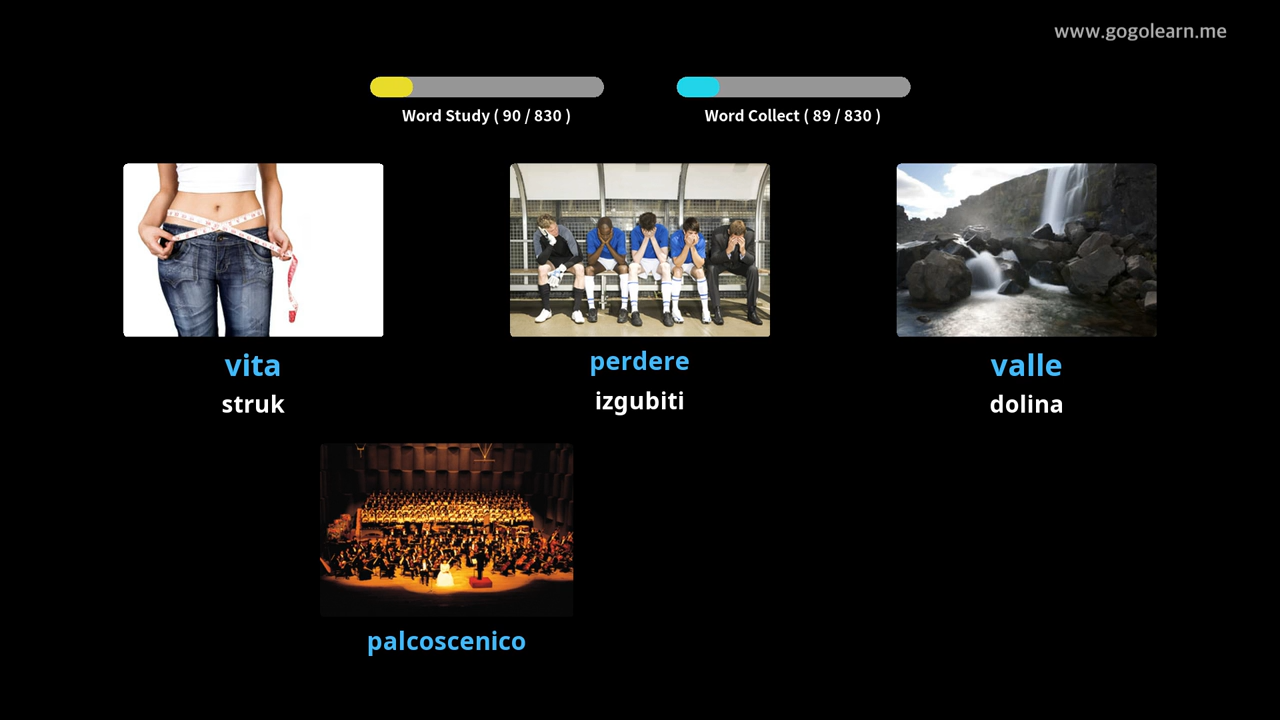 www.gogolearn.me
Word Study ( 90 / 830 )
Word Collect ( 89 / 830 )
vita
struk
perdere
izgubiti
valle
dolina
palcoscenico